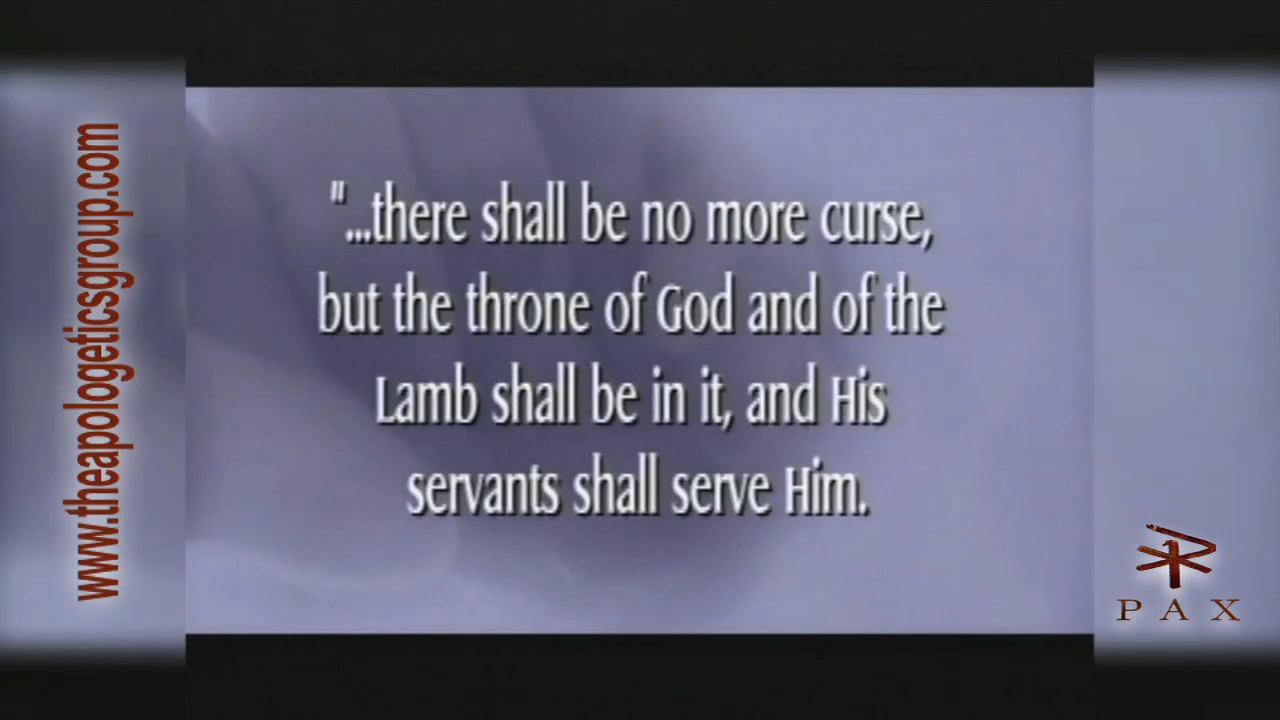 www.theapologeticsgroup.com
"...there shall be no more curse,
but the throne of God and of the
Lamb shall be in it, and His
servants shall serve Him.
PAX